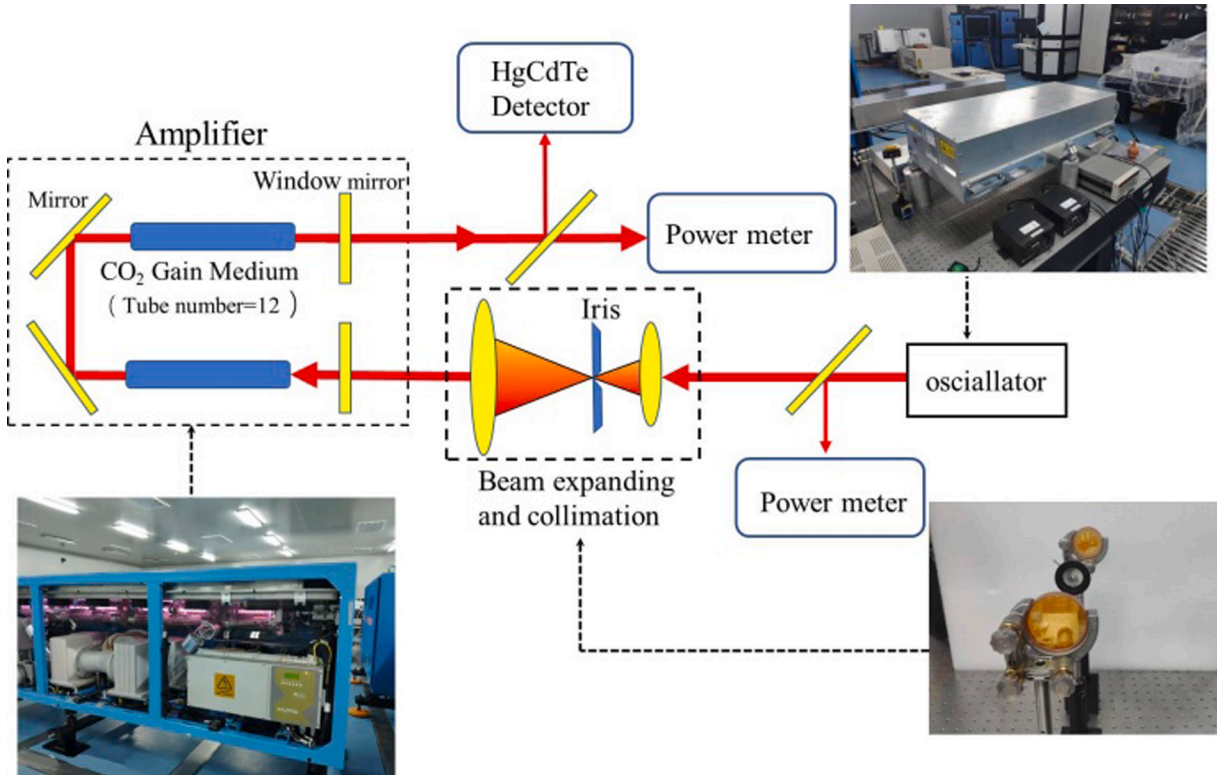 HgCdTe
Detector
Amplifier
Window mirror
Mirror
Power meter
CO₂ Gain Medium
( Tube number=12 )
Iris
osciallator
Beam expanding
and collimation
Power meter